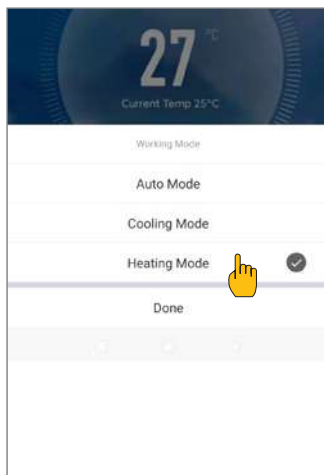 27 °C
Current Temp 25°C
Working Mode
Auto Mode
Cooling Mode
Heating Mode
Done